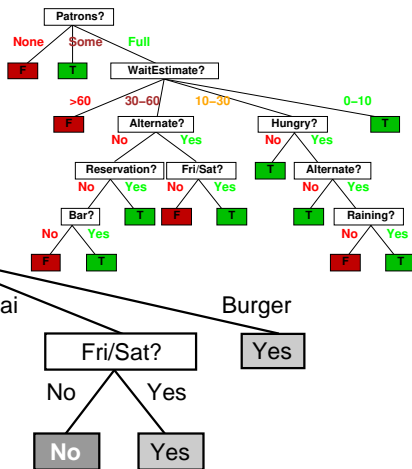 Patrons?
None Some Full
F T WaitEstimate?
>60 30−60 10−30 0−10
F Alternate? Hungry? T
No Yes No Yes
Reservation? Fri/Sat? T Alternate?
No Yes No Yes No Yes
Bar? T F T T Raining?
No Yes No Yes
F T F T
ai Burger
Fri/Sat? Yes
No Yes
No Yes